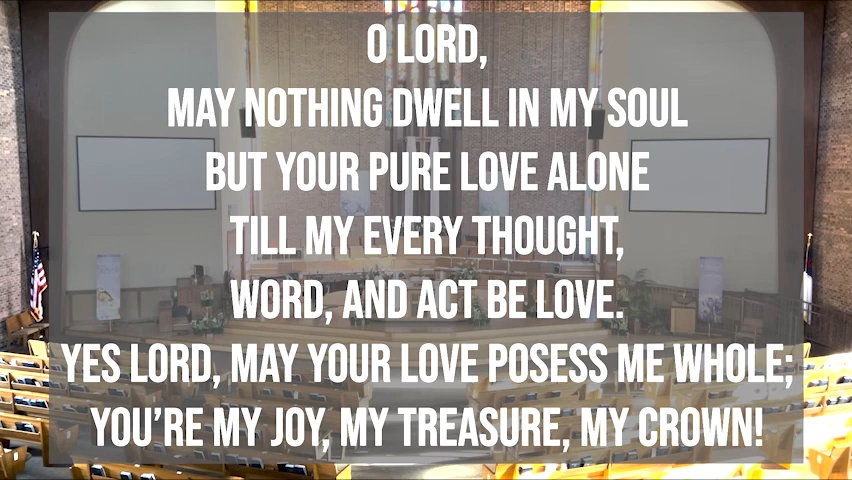 O LORD,
MAY NOTHING DWELL IN MY SOUL
BUT YOUR PURE LOVE ALONE
TILL MY EVERY THOUGHT,
WORD, AND ACT BE LOVE.
YES LORD, MAY YOUR LOVE POSESS ME WHOLE;
YOU'RE MY JOY, MY TREASURE, MY CROWN!